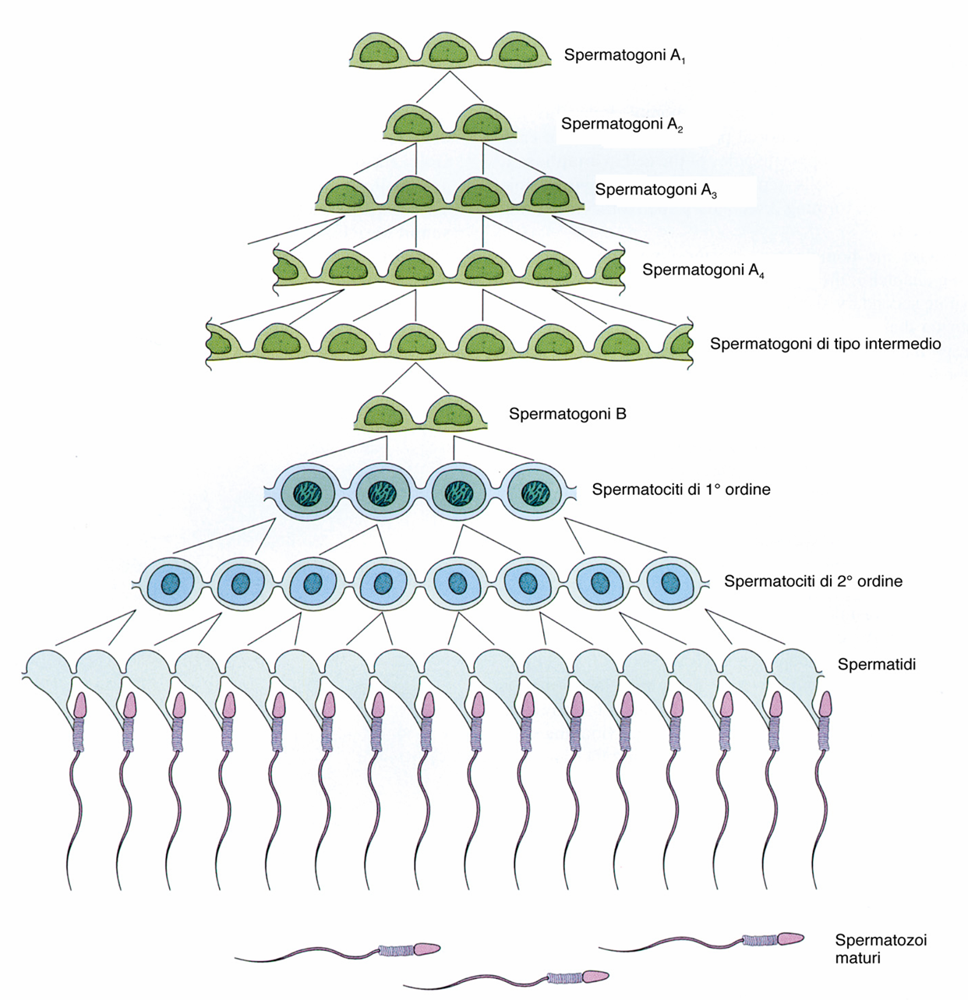 Spermatogoni A1
Spermatogoni A2
Spermatogoni A3
Spermatogoni A4
Spermatogoni di tipo intermedio
Spermatogoni B
Spermatociti di 1° ordine
Spermatociti di 2° ordine
Spermatidi
Spermatozoi
maturi